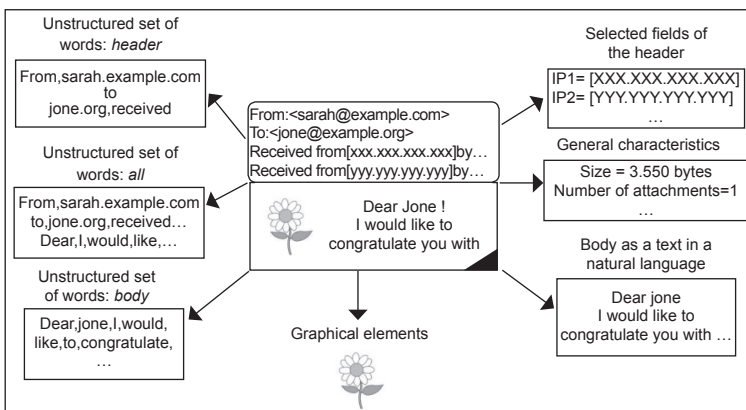 Unstructured set of
words: header
From,sarah.example.com
to
jone.org,received
Unstructured set of
words: all
From,sarah.example.com
to,jone.org,received…
Dear,I,would,like,…
Unstructured set
of words: body
Dear,jone,I,would,
like,to,congratulate,
…
From:<sarah@example.com>
To:<jone@example.org>
Received from[xxx.xxx.xxx.xxx]by…
Received from[yyy.yyy.yyy.yyy]by…
Dear Jone !
I would like to
congratulate you with
Graphical elements
Selected fields of
the header
IP1= [XXX.XXX.XXX.XXX]
IP2= [YYY.YYY.YYY.YYY]
…
General characteristics
Size = 3.550 bytes
Number of attachments=1
…
Body as a text in a
natural language
Dear jone
I would like to
congratulate you with …